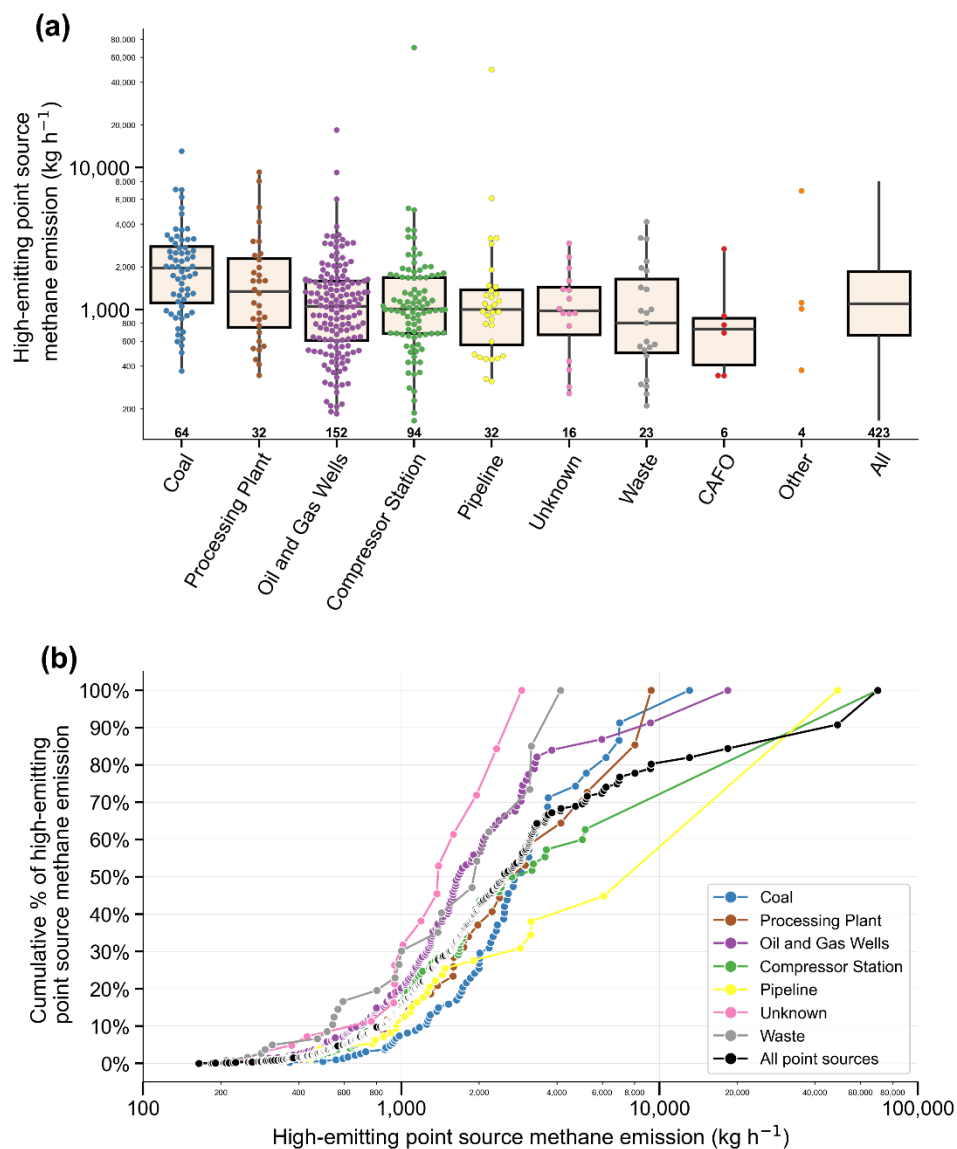 (a)
High-emitting point source
methane emission (kg h⁻¹)
80,000
60,000
40,000
20,000
10,000
8,000
6,000
4,000
2,000
1,000
800
600
400
200
64
32
152
94
32
16
23
6
4
423
Coal
Processing Plant
Oil and Gas Wells
Compressor Station
Pipeline
Unknown
Waste
CAFO
Other
All
(b)
Cumulative % of high-emitting
point source methane emission
100%
90%
80%
70%
60%
50%
40%
30%
20%
10%
0%
Coal
Processing Plant
Oil and Gas Wells
Compressor Station
Pipeline
Unknown
Waste
All point sources
100
200
400
600
800
1,000
2,000
4,000
6,000
8,000
10,000
20,000
40,000
60,000
80,000
100,000
High-emitting point source methane emission (kg h⁻¹)